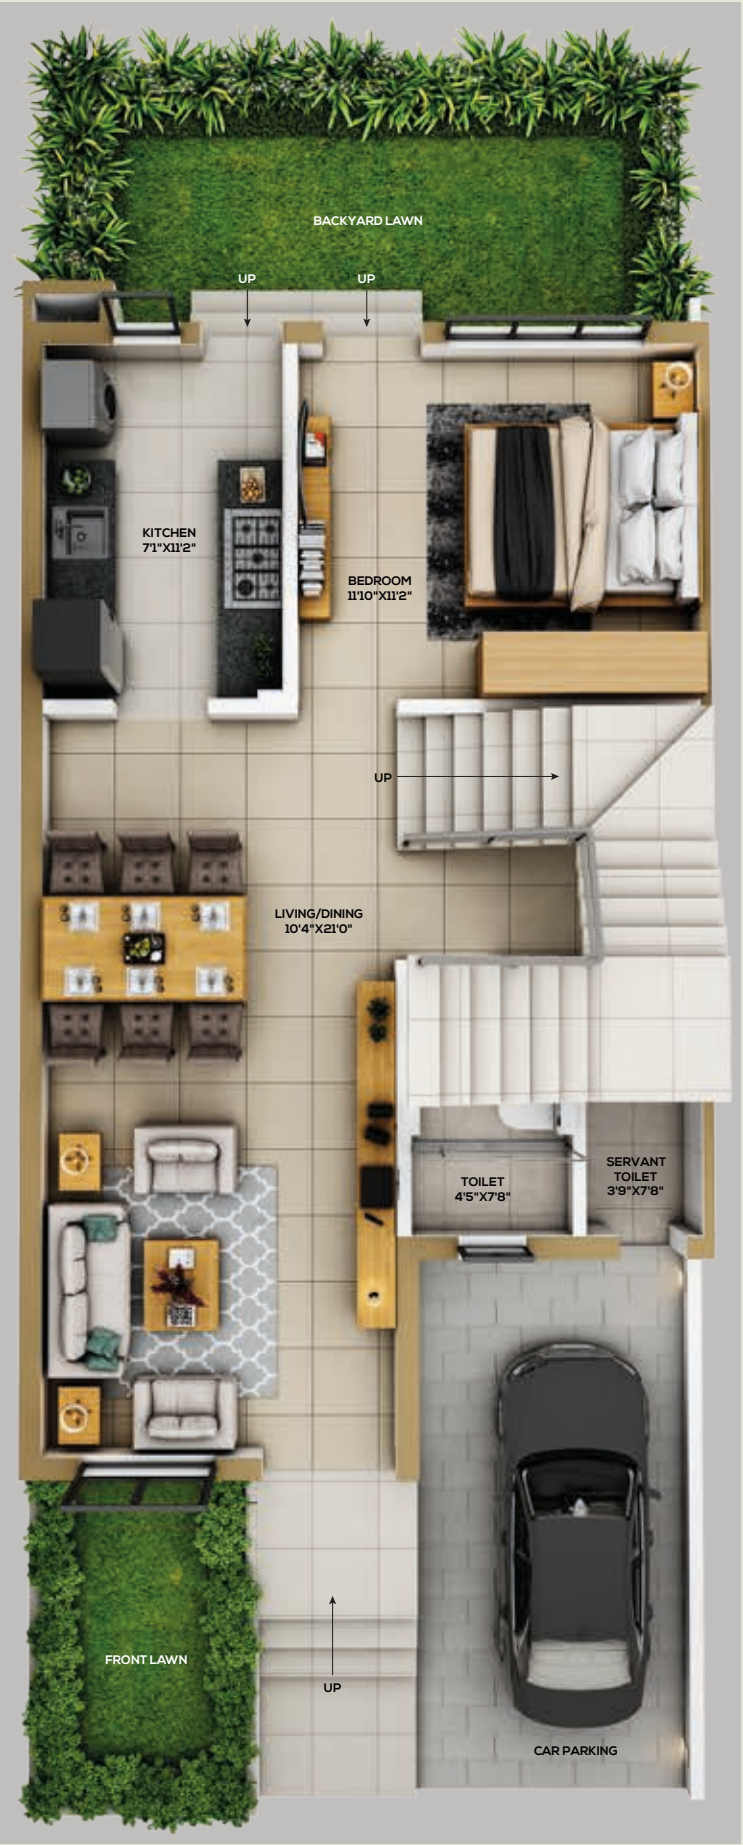 BACKYARD LAWN
UP
UP
KITCHEN
7'1"X11'2"
BEDROOM
11'10"X11'2"
UP
LIVING/DINING
10'4"X21'0"
TOILET
4'5"X7'8"
SERVANT
TOILET
3'9"X7'8"
FRONT LAWN
UP
CAR PARKING